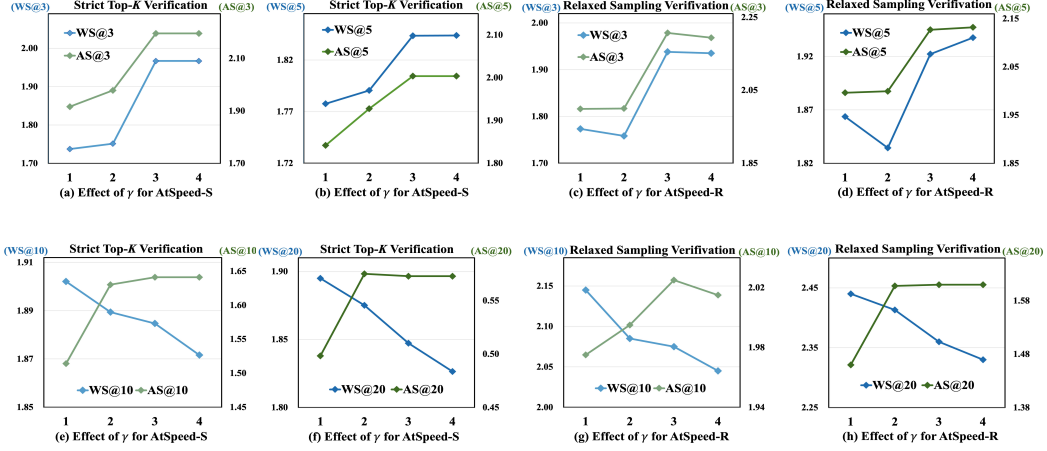 (WS@3) Strict Top-K Verification (AS@3)
2.00
1.90
1.80
1.70
WS@3
AS@3
2.10
1.90
1.70
1 2 3 4
(a) Effect of γ for AtSpeed-S
(WS@5) Strict Top-K Verification (AS@5)
1.82
1.77
1.72
WS@5
AS@5
2.10
2.00
1.90
1.80
1 2 3 4
(b) Effect of γ for AtSpeed-S
(WS@3) Relaxed Sampling Verifivation (AS@3)
2.00
1.90
1.80
1.70
WS@3
AS@3
2.25
2.05
1.85
1 2 3 4
(c) Effect of γ for AtSpeed-R
(WS@5) Relaxed Sampling Verifivation (AS@5)
1.92
1.87
1.82
WS@5
AS@5
2.15
2.05
1.95
1.85
1 2 3 4
(d) Effect of γ for AtSpeed-R
(WS@10) Strict Top-K Verification (AS@10
1.91
1.89
1.87
1.85
WS@10 AS@10
1.65
1.60
1.55
1.50
1.45
1 2 3 4
(e) Effect of γ for AtSpeed-S
(WS@20) Strict Top-K Verification (AS@20)
1.90
1.85
1.80
WS@20 AS@20
0.55
0.50
0.45
1 2 3 4
(f) Effect of γ for AtSpeed-S
(WS@10) Relaxed Sampling Verifivation (AS@10)
2.15
2.10
2.05
2.00
WS@10 AS@10
2.02
1.98
1.94
1 2 3 4
(g) Effect of γ for AtSpeed-R
(WS@20) Relaxed Sampling Verifivation (AS@20)
2.45
2.35
2.25
WS@20 AS@20
1.58
1.48
1.38
1 2 3 4
(h) Effect of γ for AtSpeed-R